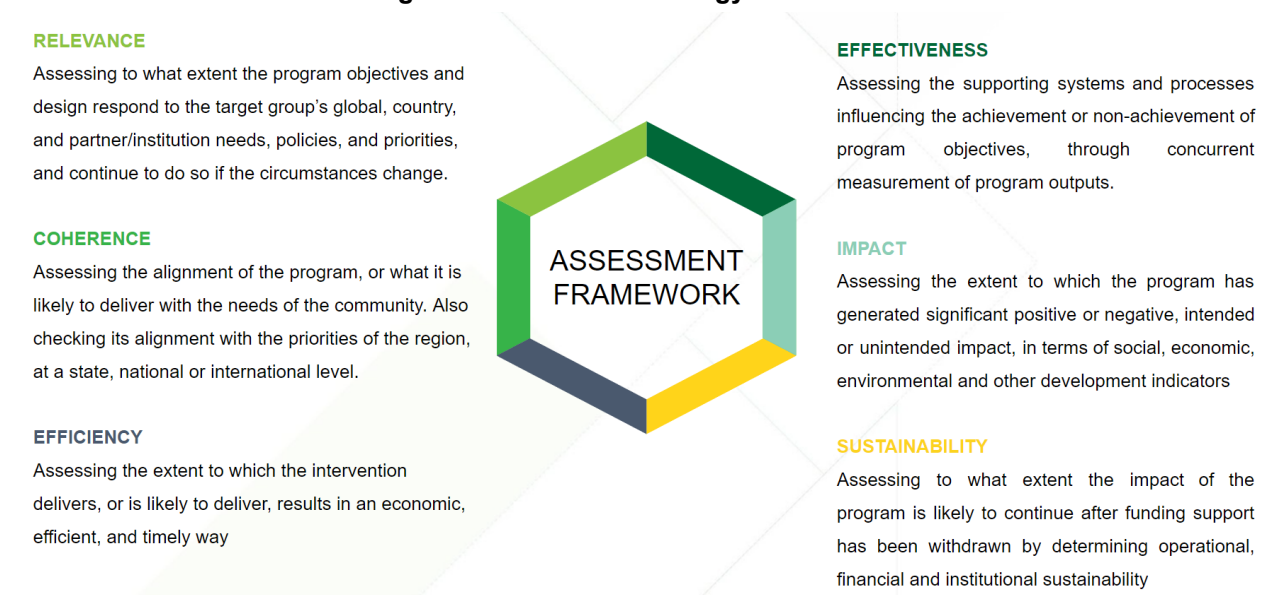 RELEVANCE
Assessing to what extent the program objectives and
design respond to the target group's global, country,
and partner/institution needs, policies, and priorities,
and continue to do so if the circumstances change.
COHERENCE
Assessing the alignment of the program, or what it is
likely to deliver with the needs of the community. Also
checking its alignment with the priorities of the region,
at a state, national or international level.
EFFICIENCY
Assessing the extent to which the intervention
delivers, or is likely to deliver, results in an economic,
efficient, and timely way
ASSESSMENT
FRAMEWORK
EFFECTIVENESS
Assessing the supporting systems and processes
influencing the achievement or non-achievement of
program objectives, through concurrent
measurement of program outputs.
IMPACT
Assessing the extent to which the program has
generated significant positive or negative, intended
or unintended impact, in terms of social, economic,
environmental and other development indicators
SUSTAINABILITY
Assessing to what extent the impact of the
program is likely to continue after funding support
has been withdrawn by determining operational,
financial and institutional sustainability